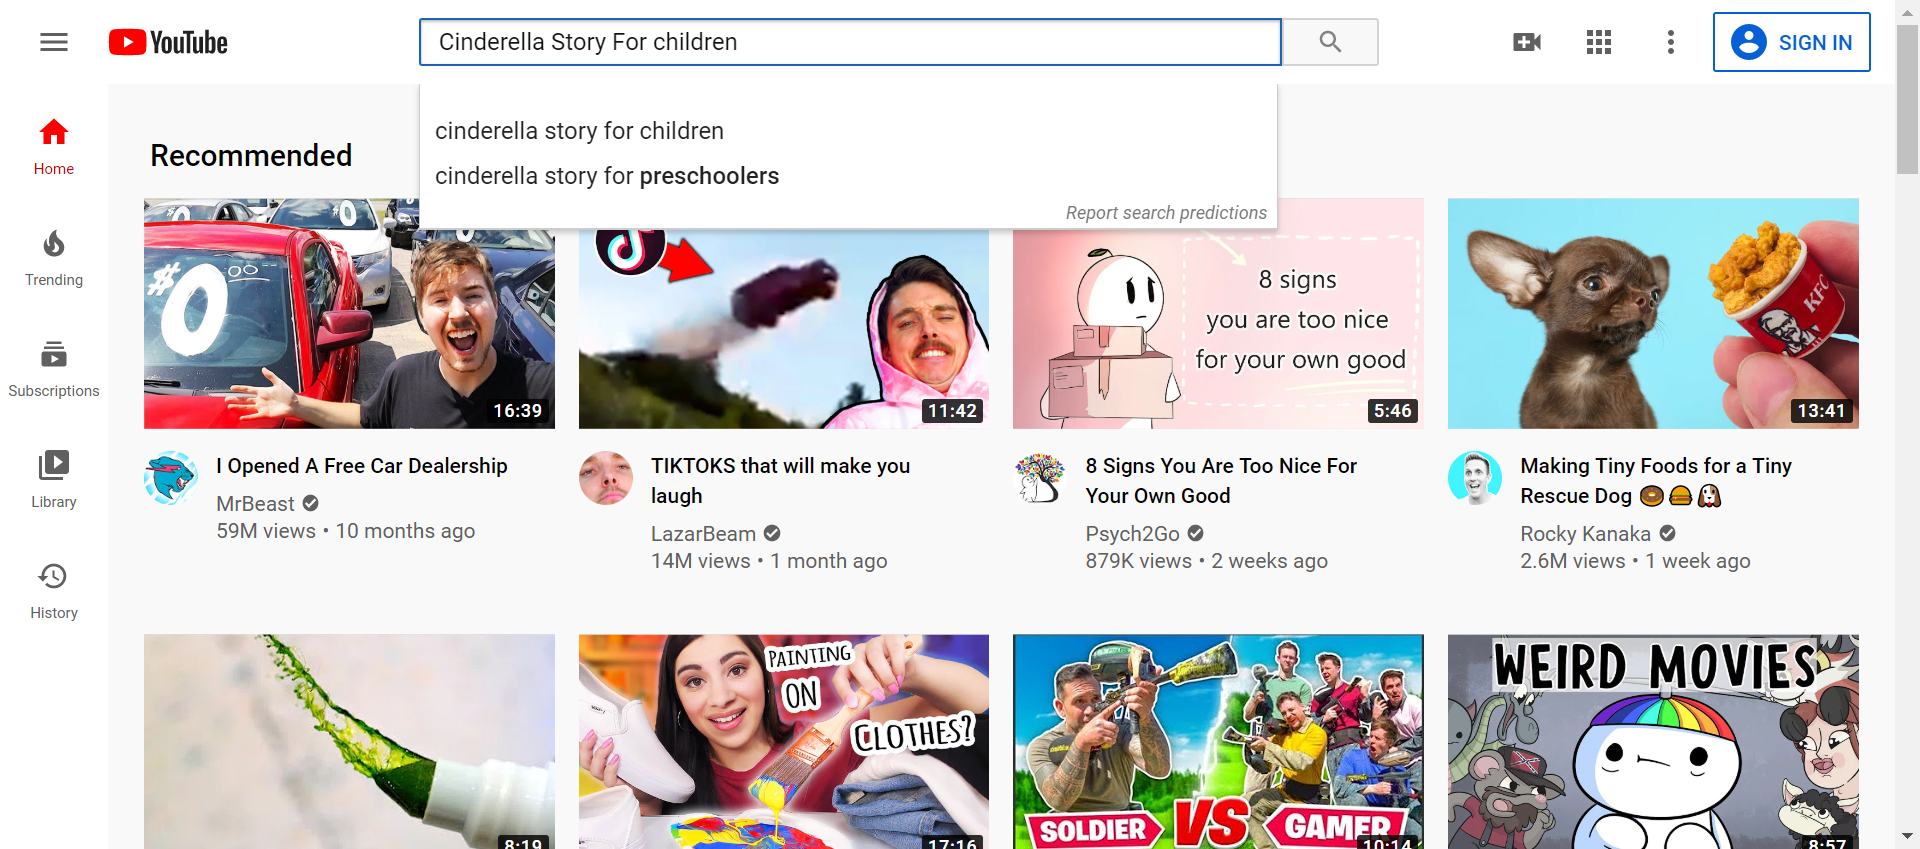 YouTube
Cinderella Story For children
SIGN IN
cinderella story for children
cinderella story for preschoolers
Report search predictions
Home
Trending
Subscriptions
Library
History
Recommended
$0 00
16:39
I Opened A Free Car Dealership
MrBeast
59M views • 10 months ago
11:42
TIKTOKS that will make you
laugh
LazarBeam
14M views • 1 month ago
8 signs
you are too nice
for your own good
5:46
8 Signs You Are Too Nice For
Your Own Good
Psych2Go
879K views • 2 weeks ago
KFC
13:41
Making Tiny Foods for a Tiny
Rescue Dog 🍩🍔🐶
Rocky Kanaka
2.6M views • 1 week ago
8:19
PAINTING
ON
CLOTHES?
17:16
SOLDIER VS GAMER
10:14
WEIRD MOVIES
8:57